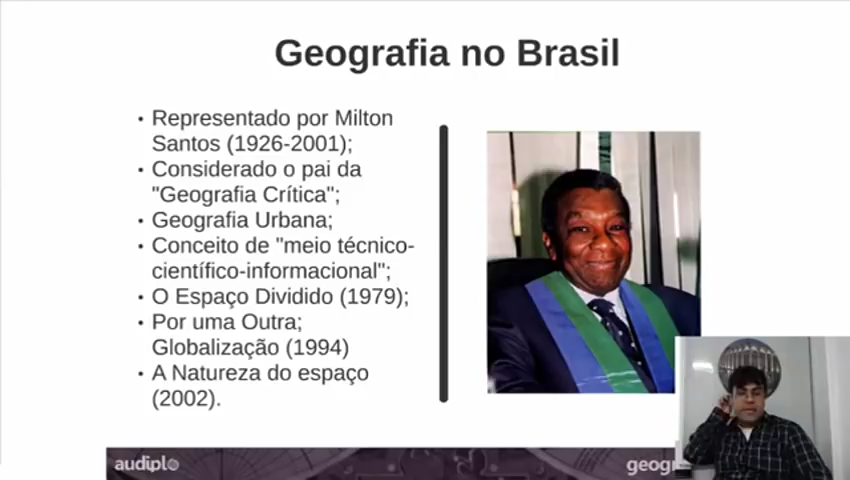 Geografia no Brasil
• Representado por Milton
Santos (1926-2001);
• Considerado o pai da
"Geografia Crítica";
• Geografia Urbana;
• Conceito de "meio técnico-
científico-informacional";
• O Espaço Dividido (1979);
• Por uma Outra;
Globalização (1994)
• A Natureza do espaço
(2002).
audiplo
geogr